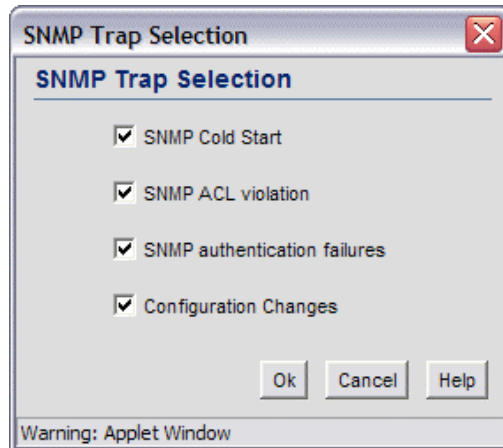 SNMP Trap Selection
SNMP Trap Selection
SNMP Cold Start
SNMP ACL violation
SNMP authentication failures
Configuration Changes
Ok Cancel Help
Warning: Applet Window